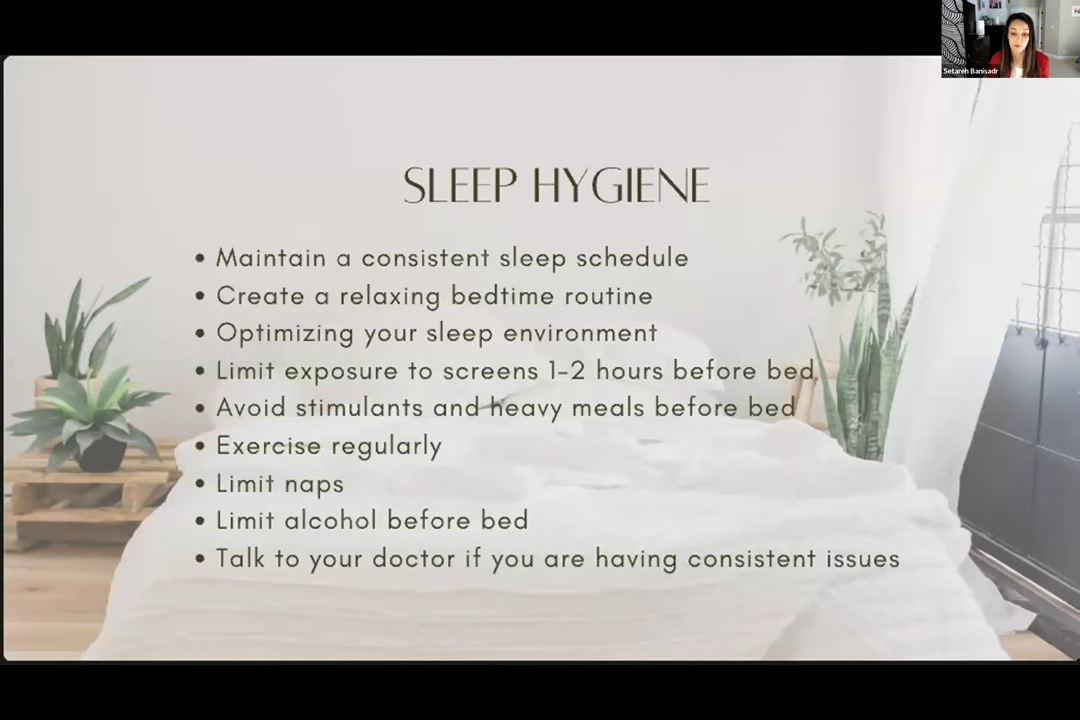 Setareh Banisadr
SLEEP HYGIENE
• Maintain a consistent sleep schedule
• Create a relaxing bedtime routine
• Optimizing your sleep environment
• Limit exposure to screens 1-2 hours before bed
• Avoid stimulants and heavy meals before bed
• Exercise regularly
• Limit naps
• Limit alcohol before bed
• Talk to your doctor if you are having consistent issues